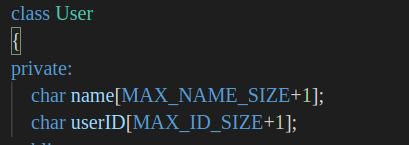 class User
{
private:
char name[MAX_NAME_SIZE+1];
char userID[MAX_ID_SIZE+1];